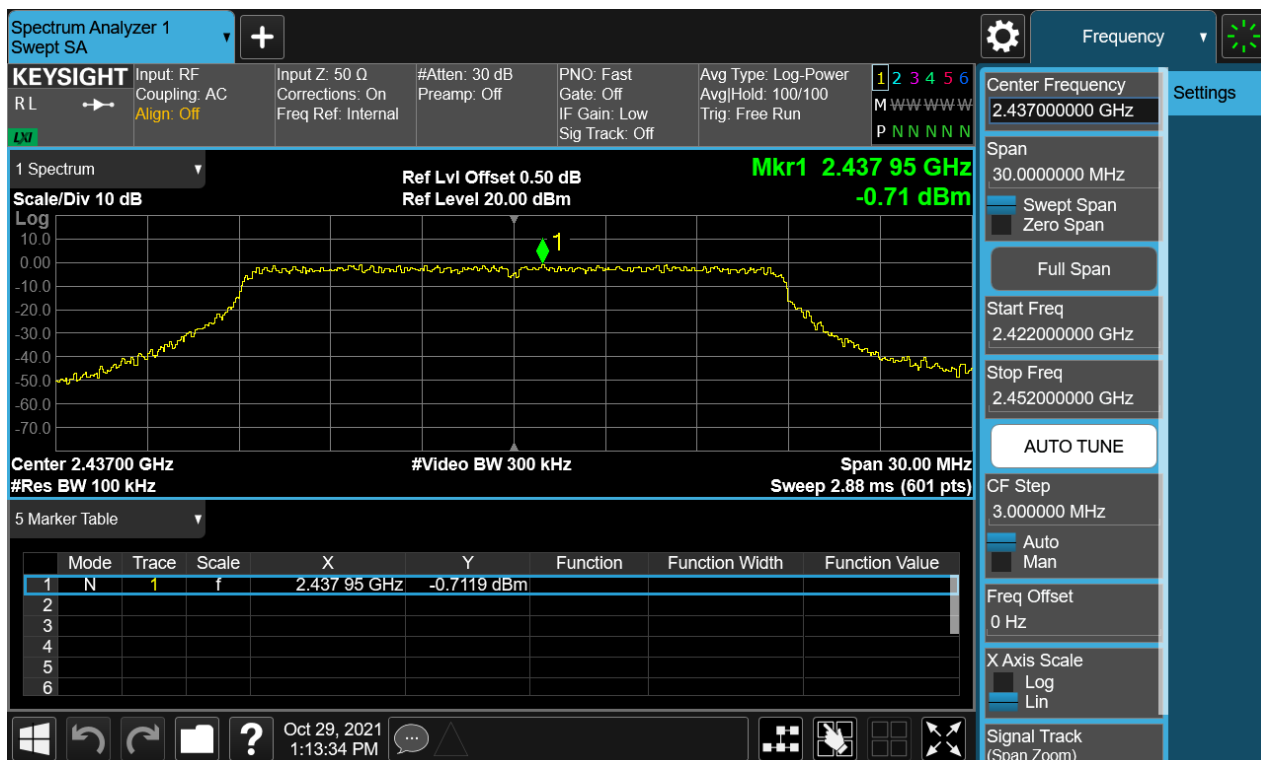 Spectrum Analyzer 1
Swept SA
+
Frequency
KEYSIGHT
RL
LXI
Input: RF
Coupling: AC
Align: Off
Input Z: 50 Ω
Corrections: On
Freq Ref: Internal
#Atten: 30 dB
Preamp: Off
PNO: Fast
Gate: Off
IF Gain: Low
Sig Track: Off
Avg Type: Log-Power
Avg|Hold: 100/100
Trig: Free Run
1 2 3 4 5 6
M W W W W W W
P N N N N N
1 Spectrum
Scale/Div 10 dB
Ref Lvl Offset 0.50 dB
Ref Level 20.00 dBm
Mkr1 2.437 95 GHz
-0.71 dBm
Log
10.0
0.00
-10.0
-20.0
-30.0
-40.0
-50.0
-60.0
-70.0
1
Center 2.43700 GHz
#Video BW 300 kHz
Span 30.00 MHz
#Res BW 100 kHz
Sweep 2.88 ms (601 pts)
5 Marker Table
Mode Trace Scale X Y Function Function Width Function Value
1 N 1 f 2.437 95 GHz -0.7119 dBm
2
3
4
5
6
?
Oct 29, 2021
1:13:34 PM
Center Frequency
2.437000000 GHz
Settings
Span
30.0000000 MHz
Swept Span
Zero Span
Full Span
Start Freq
2.422000000 GHz
Stop Freq
2.452000000 GHz
AUTO TUNE
CF Step
3.000000 MHz
Auto
Man
Freq Offset
0 Hz
X Axis Scale
Log
Lin
Signal Track
(Span Zoom)